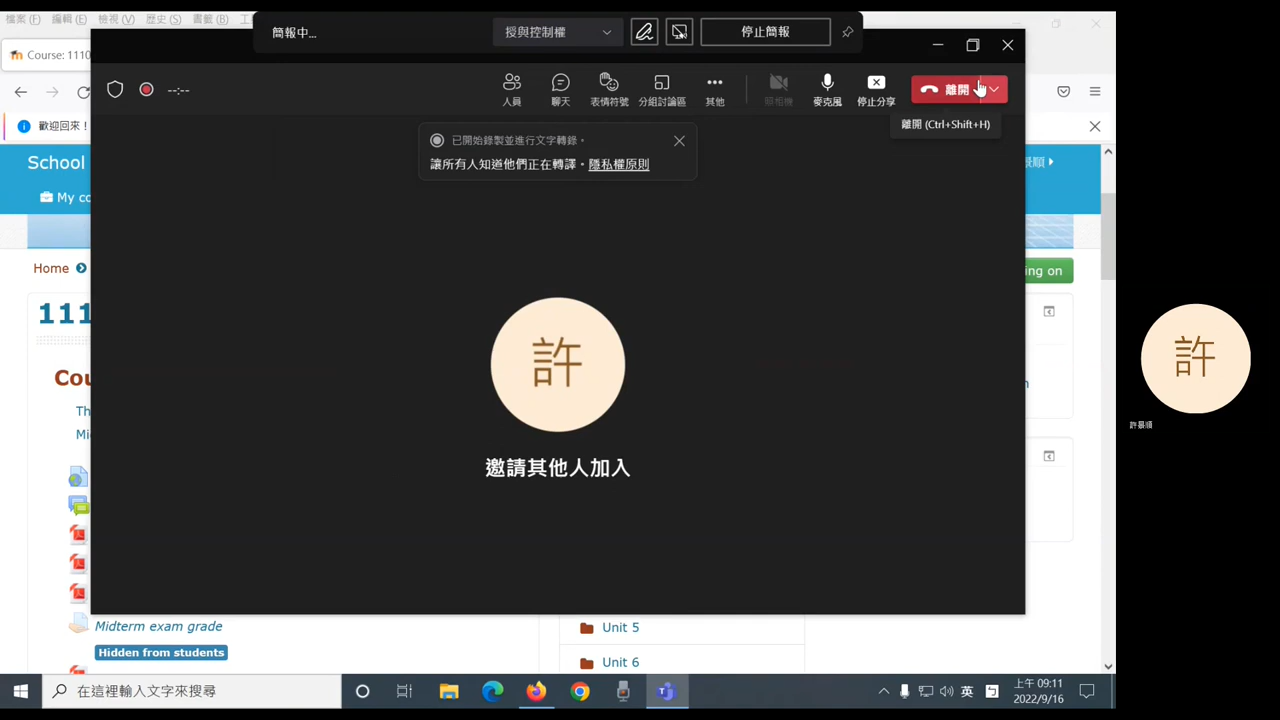 檔案(F) 編輯(E) 檢視(V) 歷史(S) 書籤(B)
簡報中...
授與控制權
停止簡報
Course: 1110
--:--
人員
聊天
表情符號
分組討論區
其他
照相機
麥克風
停止分享
離開
離開 (Ctrl+Shift+H)
歡迎回來！
已開始錄製並進行文字轉錄。
讓所有人知道他們正在轉譯。隱私權原則
School
景順
My co
Home
ing on
111
Cou
Th
Mi
許
邀請其他人加入
許
許景順
Midterm exam grade
Hidden from students
Unit 5
Unit 6
在這裡輸入文字來搜尋
英
上午 09:11
2022/9/16